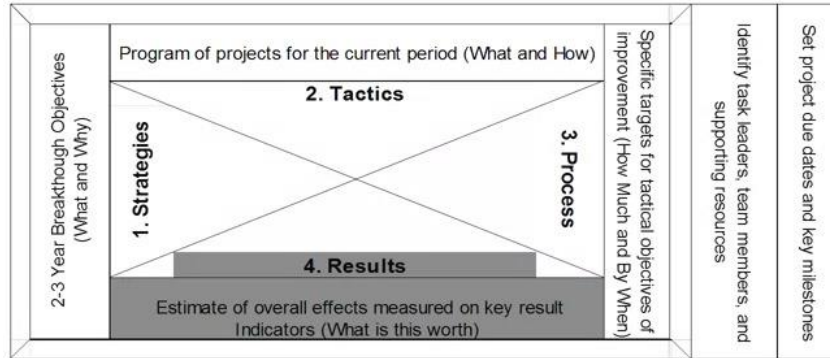 Program of projects for the current period (What and How)
2. Tactics
2-3 Year Breakthrough Objectives
(What and Why)
1. Strategies
3. Process
4. Results
Estimate of overall effects measured on key result
Indicators (What is this worth)
Specific targets for tactical objectives of
improvement (How Much and By When)
Identify task leaders, team members, and
supporting resources
Set project due dates and key milestones